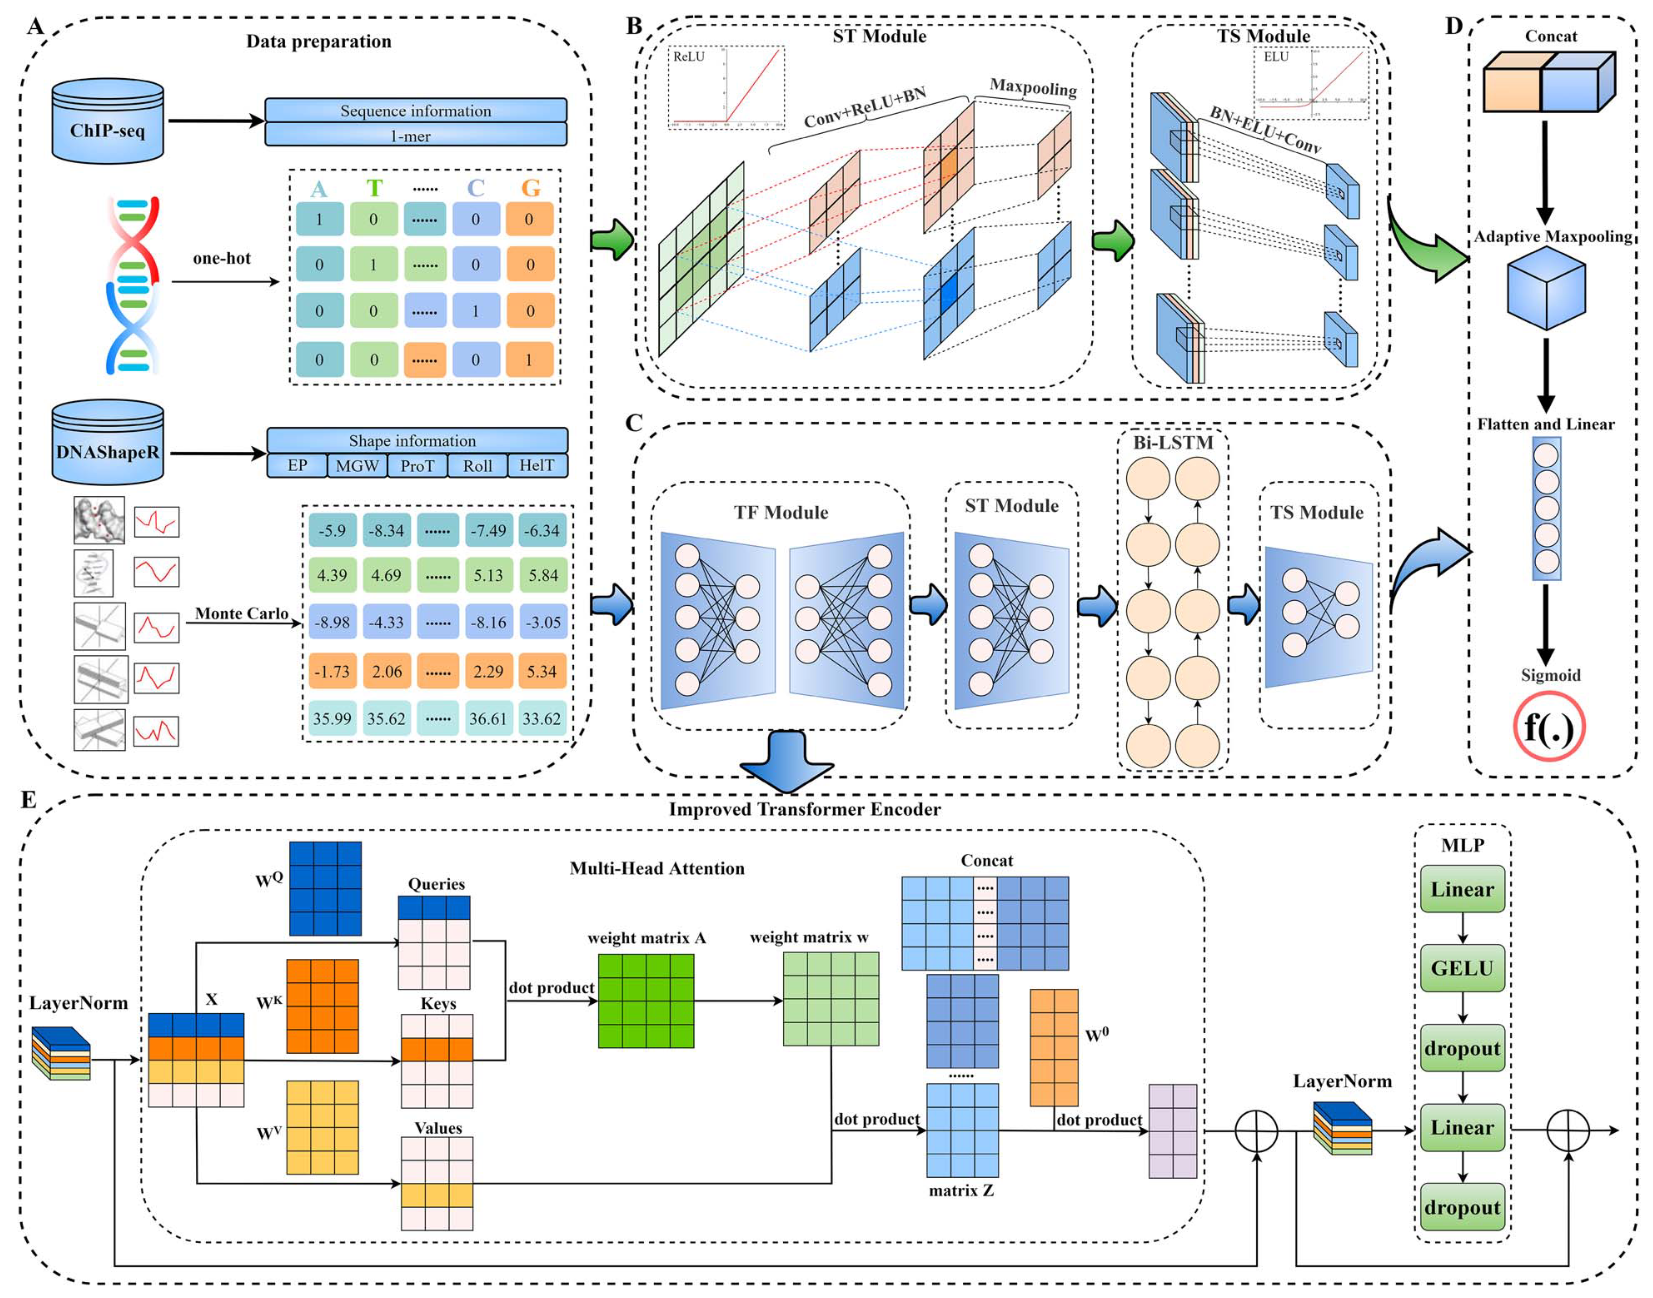 A
Data preparation
ChIP-seq
Sequence information
1-mer
one-hot
A T ...... C G
1 0 ...... 0 0
0 1 ...... 0 0
0 0 ...... 1 0
0 0 ...... 0 1
DNAShapeR
Shape information
EP MGW ProT Roll HelT
Monte Carlo
-5.9 -8.34 ...... -7.49 -6.34
4.39 4.69 ...... 5.13 5.84
-8.98 -4.33 ...... -8.16 -3.05
-1.73 2.06 ...... 2.29 5.34
35.99 35.62 ...... 36.61 33.62
B
ST Module
ReLU
Conv+ReLU+BN
Maxpooling
TS Module
ELU
BN+ELU+Conv
C
TF Module
ST Module
Bi-LSTM
TS Module
D
Concat
Adaptive Maxpooling
Flatten and Linear
Sigmoid
f(.)
E
Improved Transformer Encoder
Multi-Head Attention
LayerNorm
X
W^Q
W^K
W^V
Queries
Keys
Values
dot product
weight matrix A
weight matrix w
Concat
....
....
....
....
......
W^0
dot product
matrix Z
dot product
LayerNorm
MLP
Linear
GELU
dropout
Linear
dropout